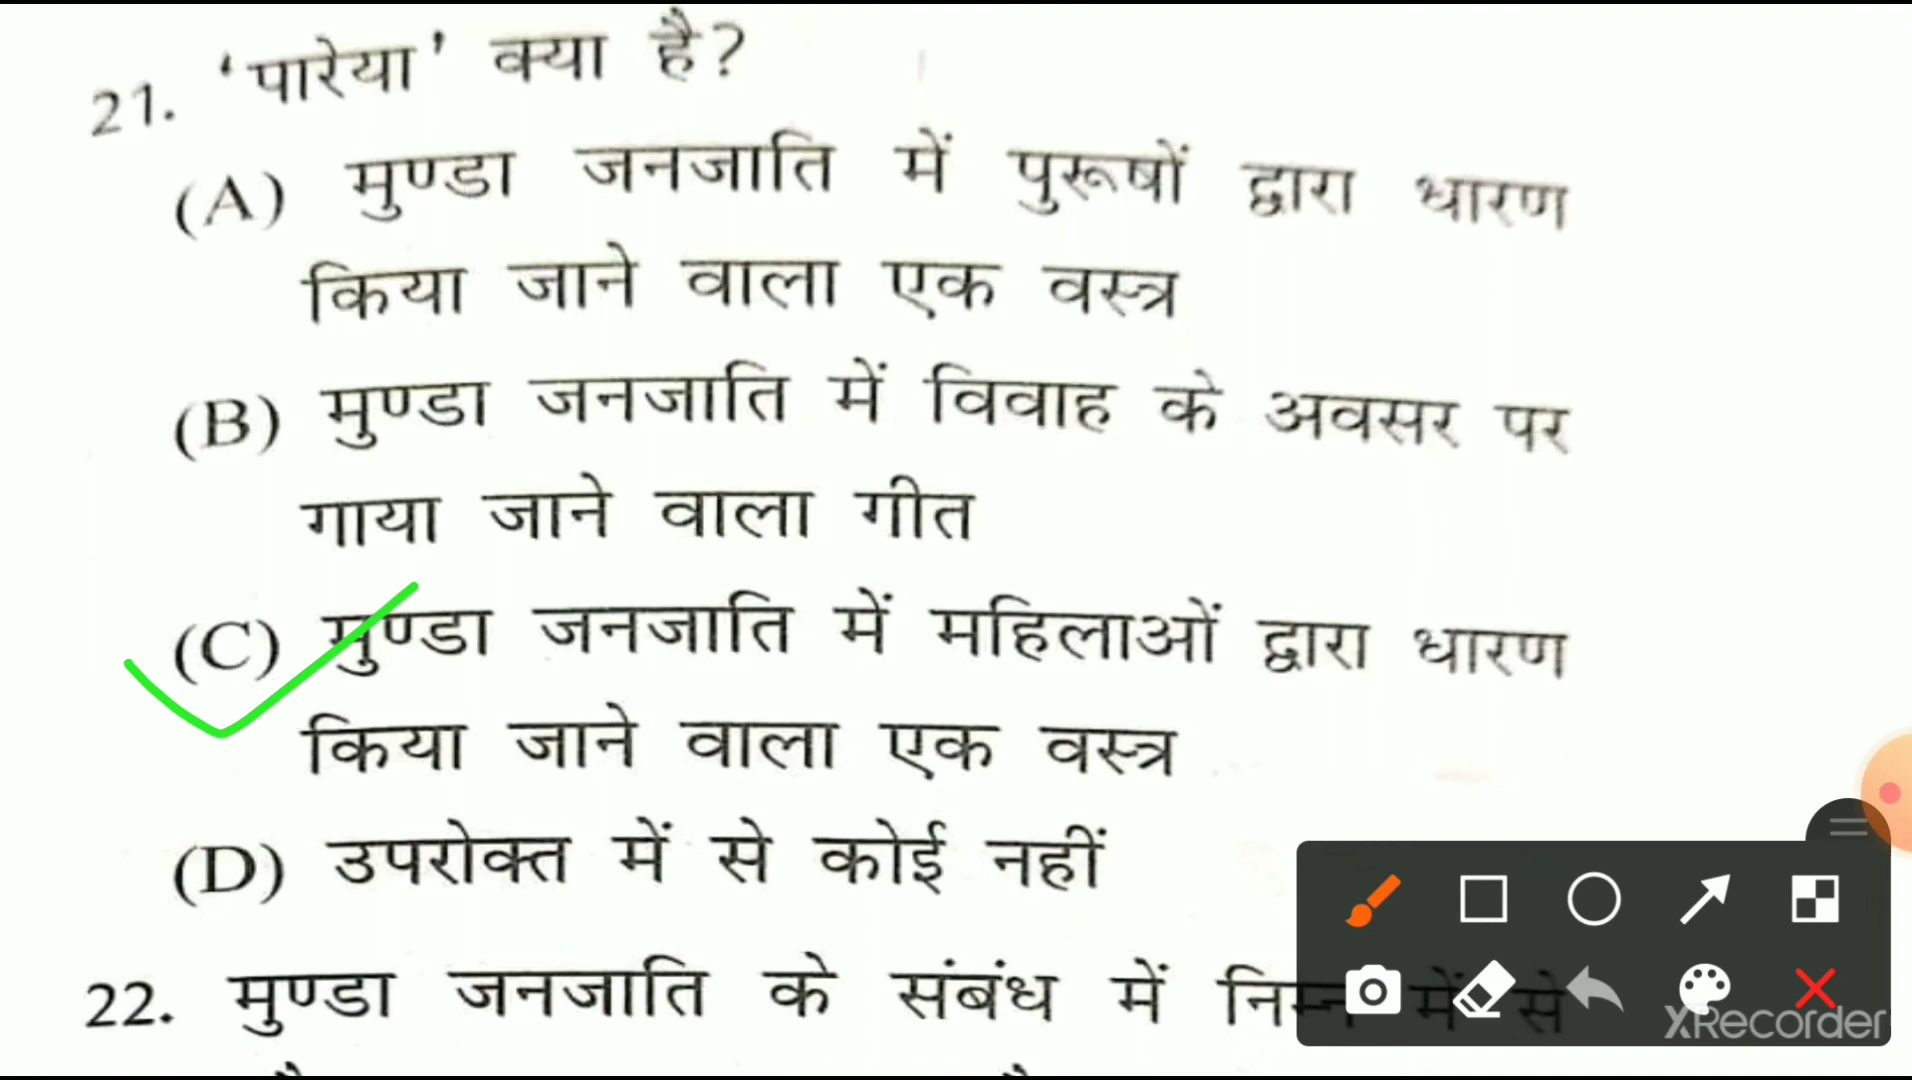 21. 'पारेया' क्या है?
(A) मुण्डा जनजाति में पुरूषों द्वारा धारण
किया जाने वाला एक वस्त्र
(B) मुण्डा जनजाति में विवाह के अवसर पर
गाया जाने वाला गीत
(C) मुण्डा जनजाति में महिलाओं द्वारा धारण
किया जाने वाला एक वस्त्र
(D) उपरोक्त में से कोई नहीं
22. मुण्डा जनजाति के संबंध में निम्न में से
XRecorder